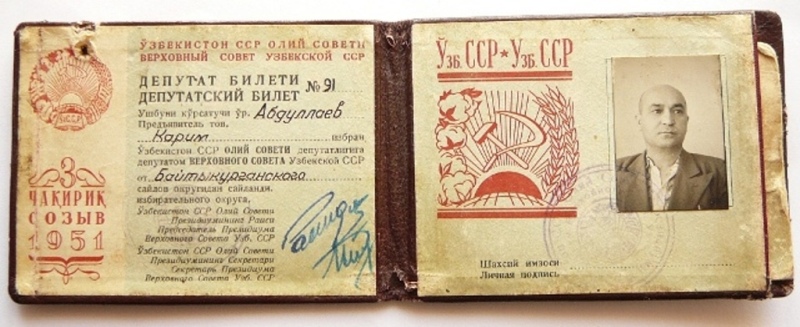 ЎЗБЕКИСТОН ССР ОЛИЙ СОВЕТИ
ВЕРХОВНЫЙ СОВЕТ УЗБЕКСКОЙ ССР
ДЕПУТАТ БИЛЕТИ
ДЕПУТАТСКИЙ БИЛЕТ № 91
Ушбуни кўрсатучи ўр. Абдуллаев
Предъявитель тов.
Карим избран
Ўзбекистон ССР ОЛИЙ СОВЕТИ депутатлигига
депутатом ВЕРХОВНОГО СОВЕТА Узбекской ССР
от Байтыкурганского
сайлов округидан сайланди.
избирательного округа,
Ўзбекистон ССР Олий Совети
Президиумининг Раиси
Председатель Президиума
Верховного Совета Узб. ССР
Ўзбекистон ССР Олий Совети
Президиумининг Секретари
Секретарь Президиума
Верховного Совета Узб. ССР
3
ЧАҚИРИҚ
СОЗЫВ
1951
ЎЗБ. ССР ★ УЗБ. ССР
Шахсий имзоси
Личная подпись